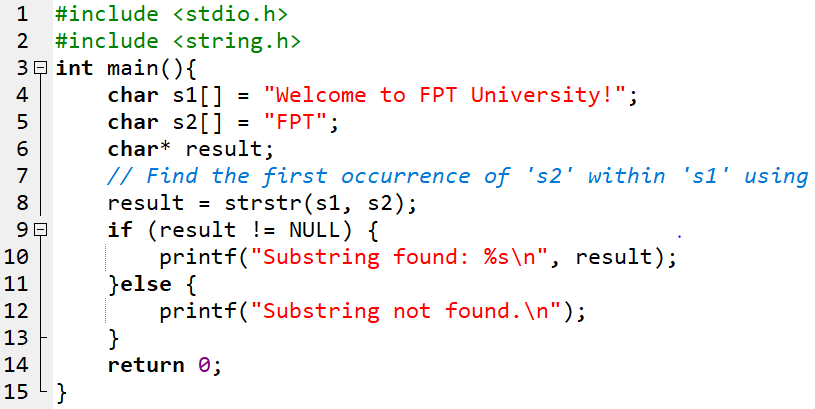 1 #include <stdio.h>
2 #include <string.h>
3 int main(){
4     char s1[] = "Welcome to FPT University!";
5     char s2[] = "FPT";
6     char* result;
7     // Find the first occurrence of 's2' within 's1' using
8     result = strstr(s1, s2);
9     if (result != NULL) {
10         printf("Substring found: %s\n", result);
11     }else {
12         printf("Substring not found.\n");
13     }
14     return 0;
15 }